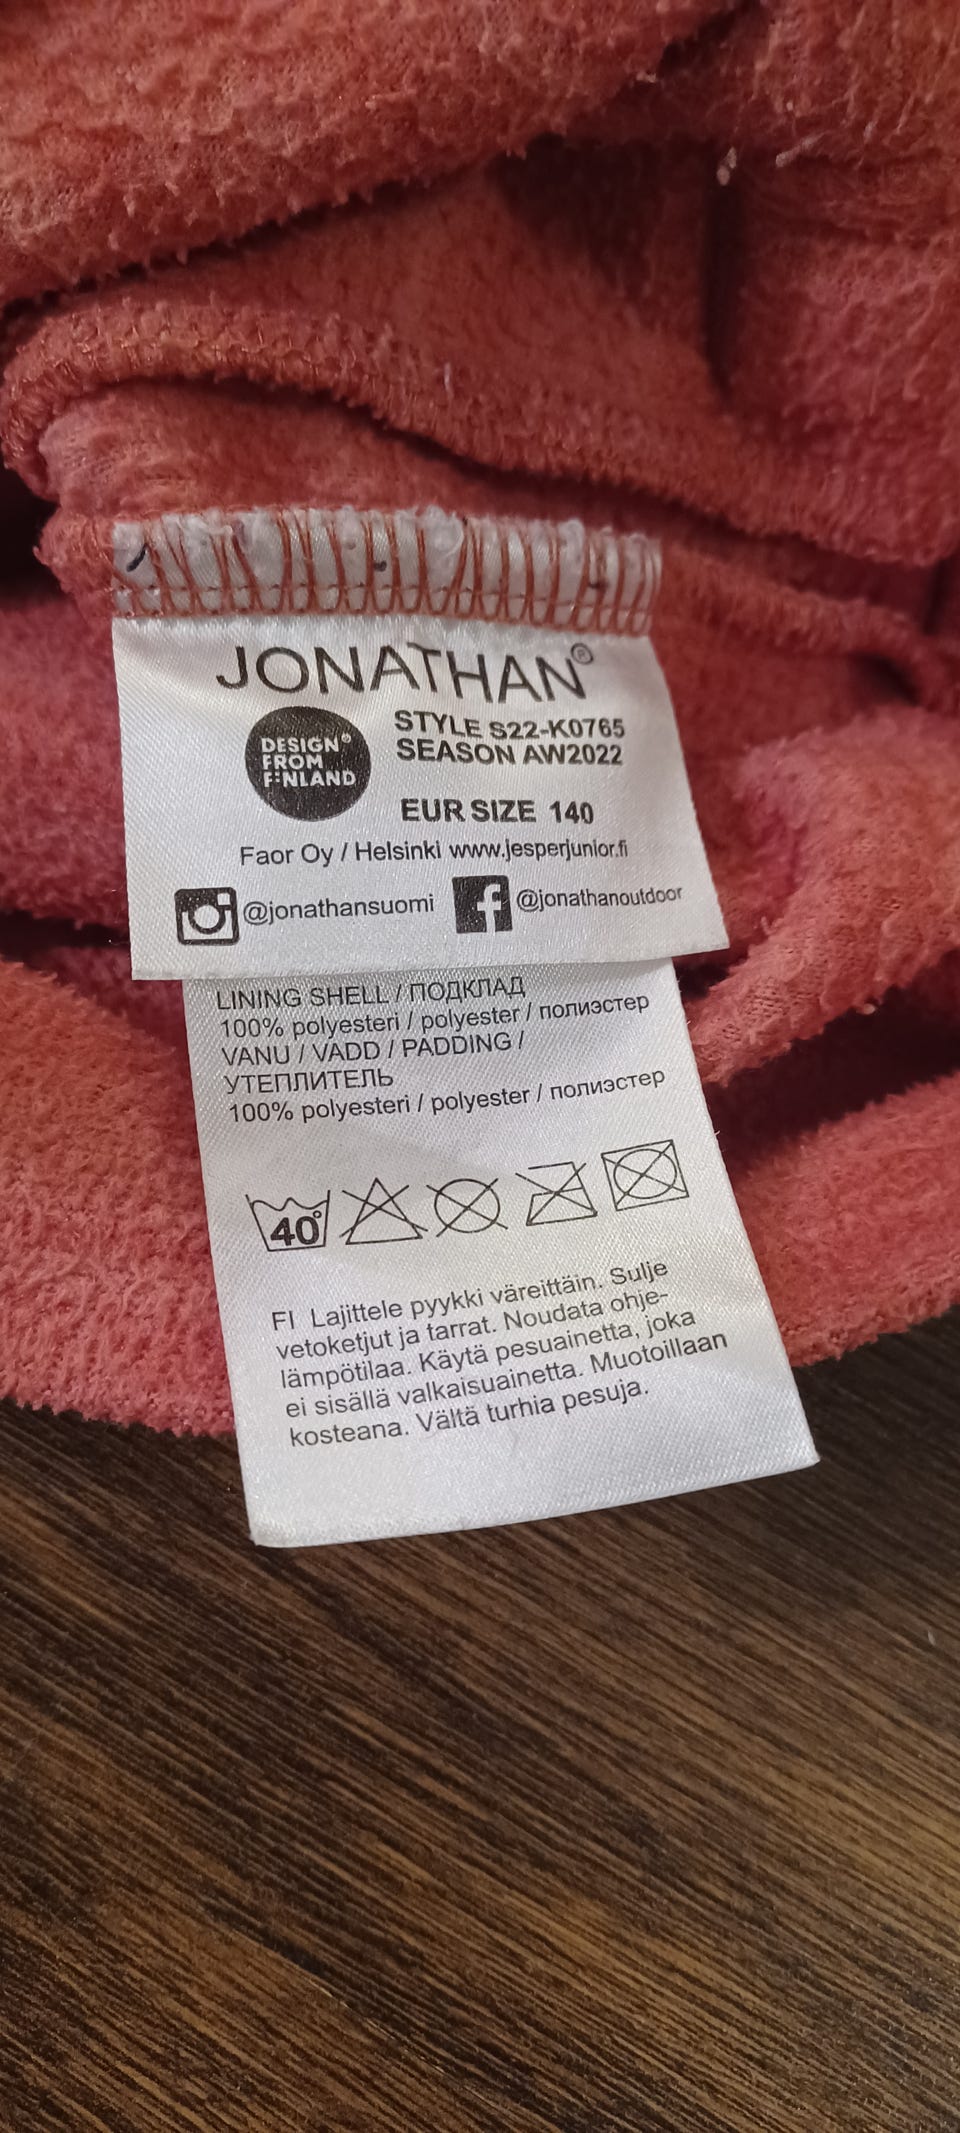 JONATHAN®
DESIGN®
FROM
FINLAND
STYLE S22-K0765
SEASON AW2022
EUR SIZE 140
Faor Oy / Helsinki www.jesperjunior.fi
@jonathansuomi @jonathanoutdoor
LINING SHELL / ПОДКЛАД
100% polyesteri / polyester / полиэстер
VANU / VADD / PADDING /
УТЕПЛИТЕЛЬ
100% polyesteri / polyester / полиэстер
40°
FI Lajittele pyykki väreittäin. Sulje
vetoketjut ja tarrat. Noudata ohje-
lämpötilaa. Käytä pesuainetta, joka
ei sisällä valkaisuainetta. Muotoillaan
kosteana. Vältä turhia pesuja.